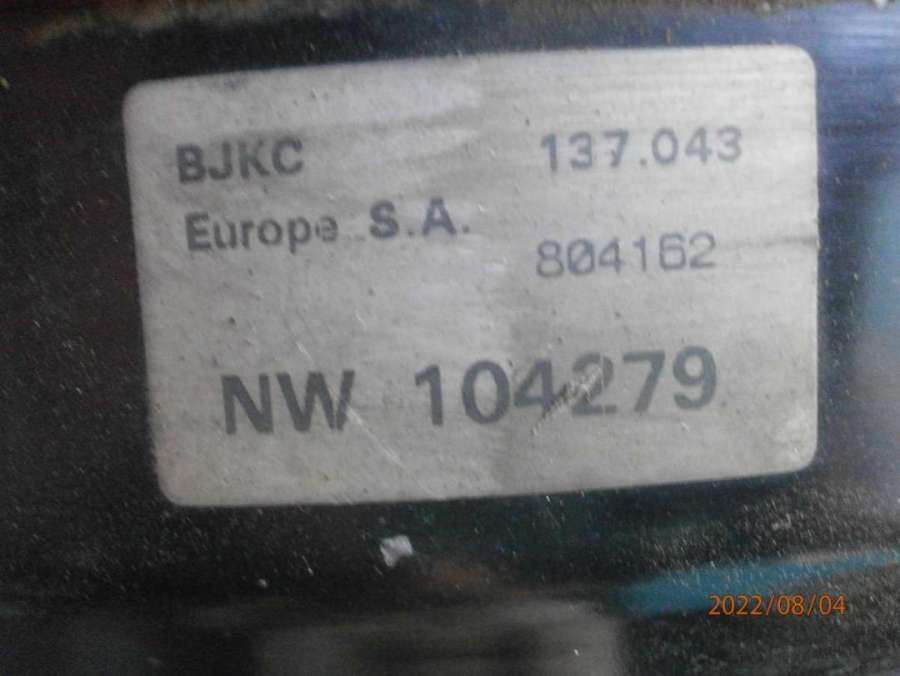 BJKC 137.043
Europe S.A.
804162
NW 104279
2022/08/04